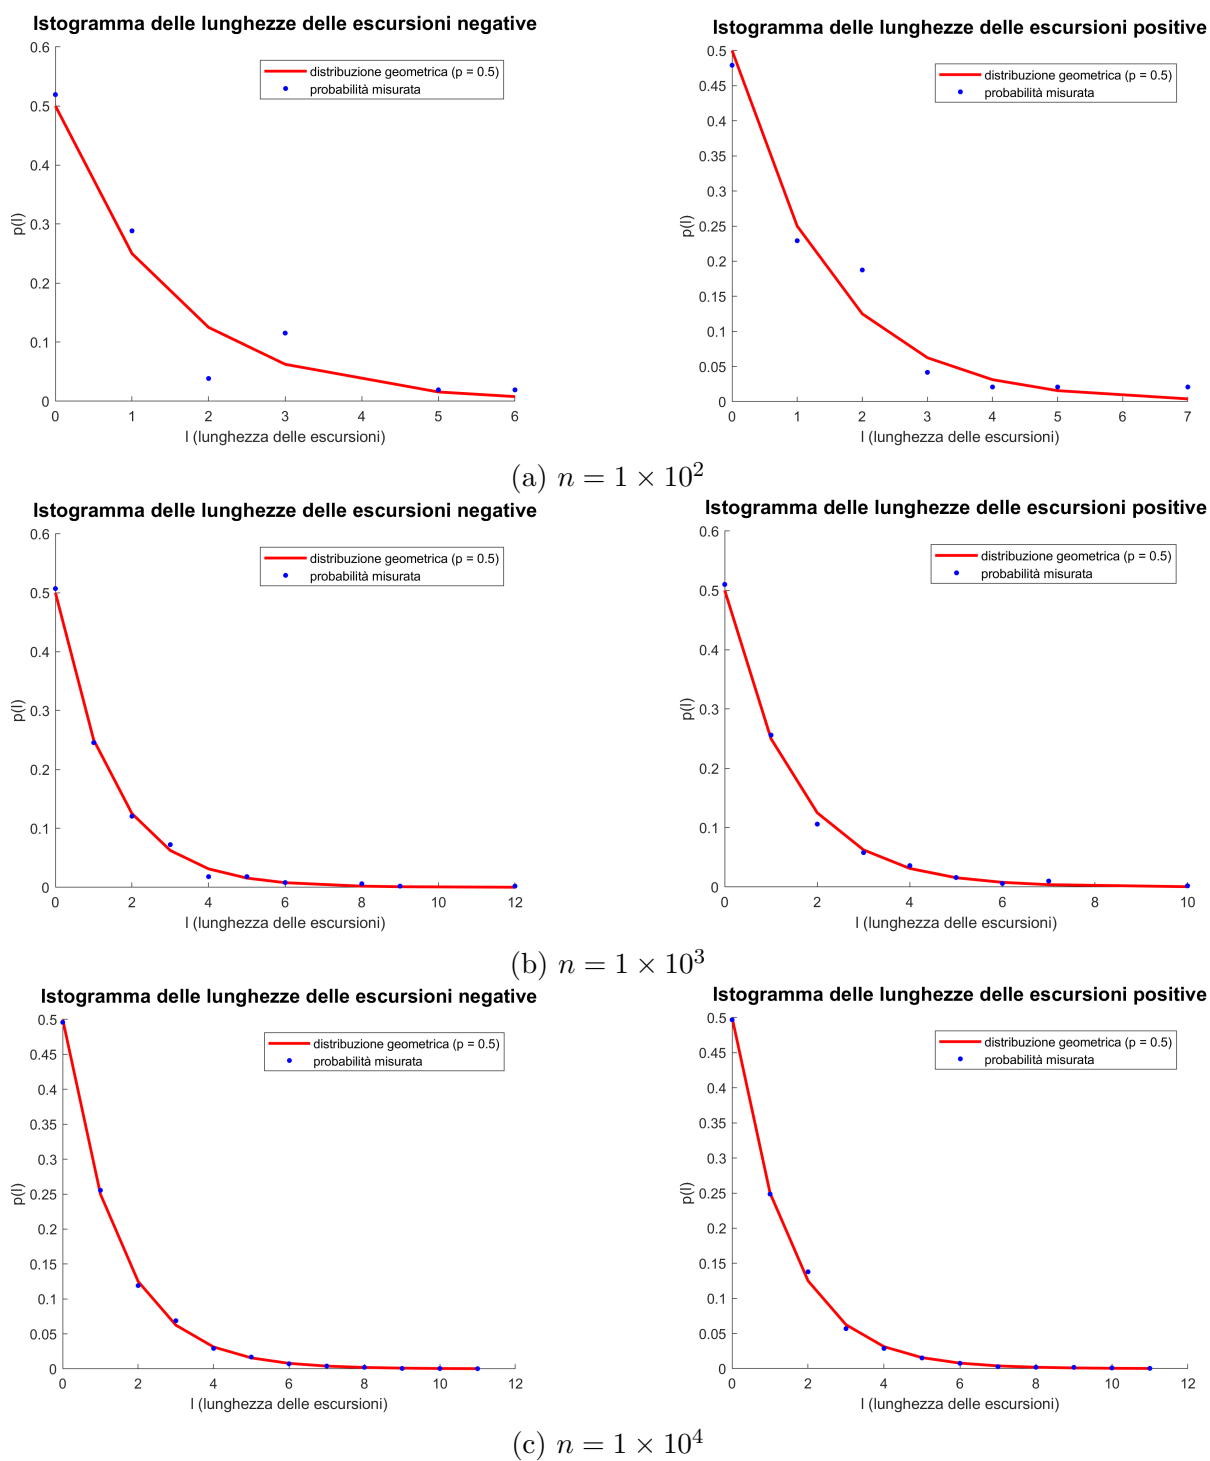 Istogramma delle lunghezze delle escursioni negative
0.6
0.5
0.4
0.3
0.2
0.1
0
p(l)
distribuzione geometrica (p = 0.5)
probabilità misurata
0 1 2 3 4 5 6
l (lunghezza delle escursioni)
Istogramma delle lunghezze delle escursioni positive
0.5
0.45
0.4
0.35
0.3
0.25
0.2
0.15
0.1
0.05
0
p(l)
distribuzione geometrica (p = 0.5)
probabilità misurata
0 1 2 3 4 5 6 7
l (lunghezza delle escursioni)
(a) n = 1 × 10²
Istogramma delle lunghezze delle escursioni negative
0.6
0.5
0.4
0.3
0.2
0.1
0
p(l)
distribuzione geometrica (p = 0.5)
probabilità misurata
0 2 4 6 8 10 12
l (lunghezza delle escursioni)
Istogramma delle lunghezze delle escursioni positive
0.6
0.5
0.4
0.3
0.2
0.1
0
p(l)
distribuzione geometrica (p = 0.5)
probabilità misurata
0 2 4 6 8 10
l (lunghezza delle escursioni)
(b) n = 1 × 10³
Istogramma delle lunghezze delle escursioni negative
0.5
0.45
0.4
0.35
0.3
0.25
0.2
0.15
0.1
0.05
0
p(l)
distribuzione geometrica (p = 0.5)
probabilità misurata
0 2 4 6 8 10 12
l (lunghezza delle escursioni)
Istogramma delle lunghezze delle escursioni positive
0.5
0.45
0.4
0.35
0.3
0.25
0.2
0.15
0.1
0.05
0
p(l)
distribuzione geometrica (p = 0.5)
probabilità misurata
0 2 4 6 8 10 12
l (lunghezza delle escursioni)
(c) n = 1 × 10⁴